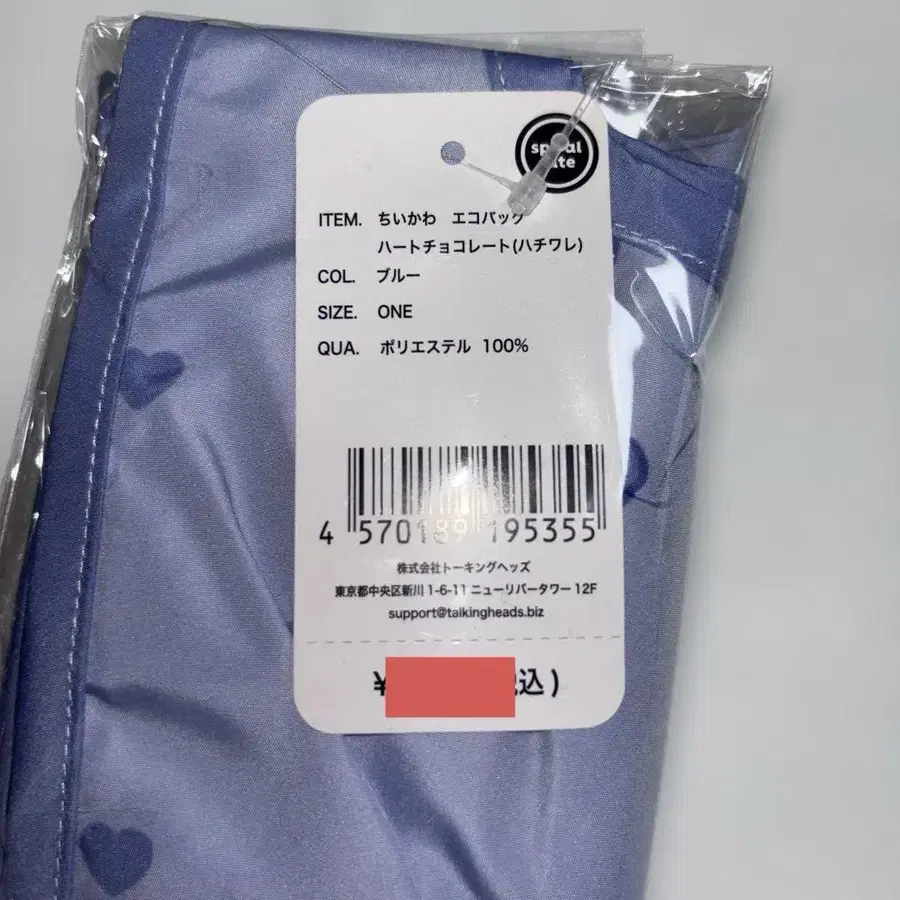 ITEM. ちいかわ エコバッグ
ハートチョコレート(ハチワレ)
COL. ブルー
SIZE. ONE
QUA. ポリエステル 100%
4 570189 195355
株式会社トーキングヘッズ
東京都中央区新川 1-6-11 ニューリバータワー 12F
support@talkingheads.biz
¥ 込)